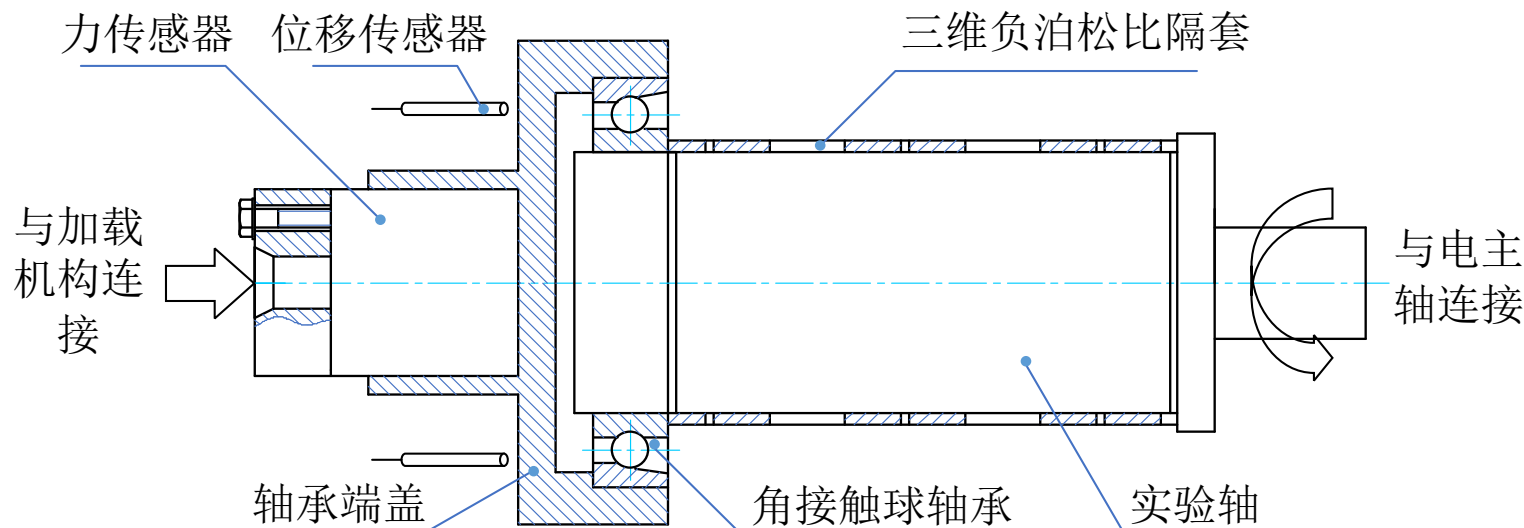 力传感器
位移传感器
三维负泊松比隔套
与加载
机构连
接
与电主
轴连接
轴承端盖
角接触球轴承
实验轴